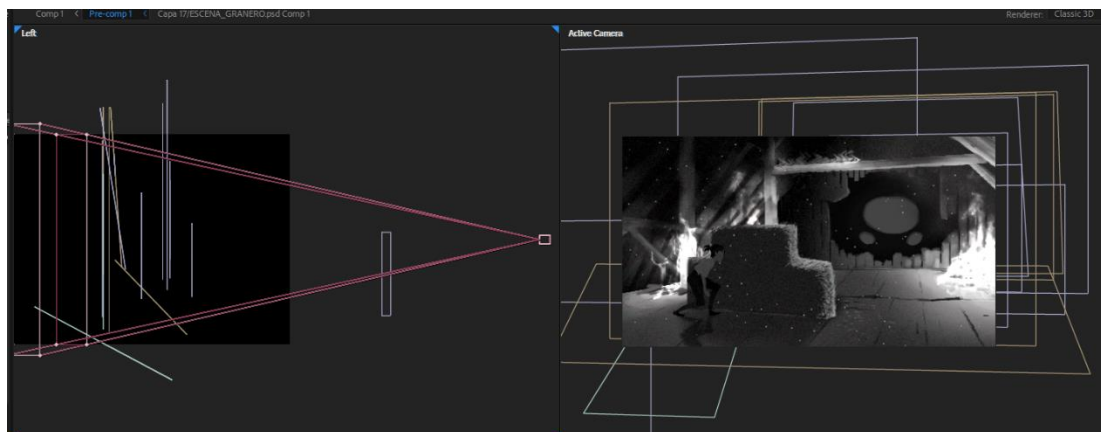 Comp 1 < Pre-comp 1 < Capa 17/ESCENA_GRANERO.psd Comp 1 Renderer: Classic 3D
Left Active Camera